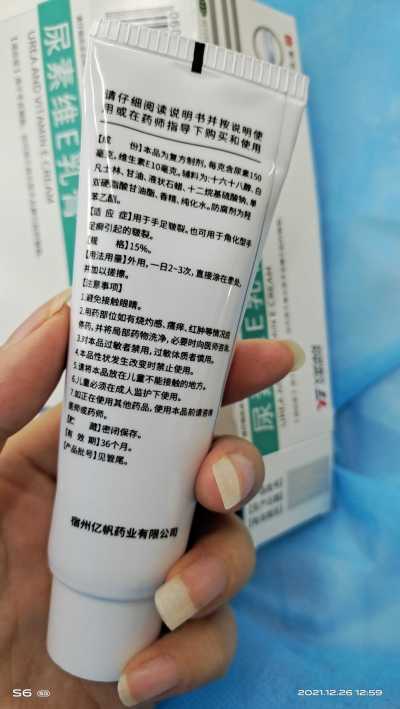 尿素维E乳膏
UREA AND VITAMIN E CREAM
请仔细阅读说明书并按说明使
用或在药师指导下购买和使用
【成 份】本品为复方制剂,每克含尿素150
毫克,维生素E10毫克。辅料为:十六十八醇,白
凡士林、甘油、液状石蜡、十二烷基硫酸钠、单
硬脂酸甘油酯、香精、纯化水。防腐剂为羟
苯乙酯。
【适 应 症】用于手足皲裂。也可用于角化型手
足癣引起的皲裂。
【规 格】15%。
【用法用量】外用,一日2~3次,直接涂在患处,
并加以搓擦。
【注意事项】
1.避免接触眼睛。
2.用药部位如有烧灼感、瘙痒、红肿等情况应
停药,并将局部药物洗净,必要时向医师咨询。
3.对本品过敏者禁用,过敏体质者慎用。
4.本品性状发生改变时禁止使用。
5.请将本品放在儿童不能接触的地方。
6.儿童必须在成人监护下使用。
7.如正在使用其他药品,使用本品前请咨询
医师或药师。
【贮 藏】密闭保存。
【有 效 期】36个月。
【产品批号】见管尾。
宿州亿帆药业有限公司
尿素维E乳
E CREAM
S6
2021.12.26 12:59